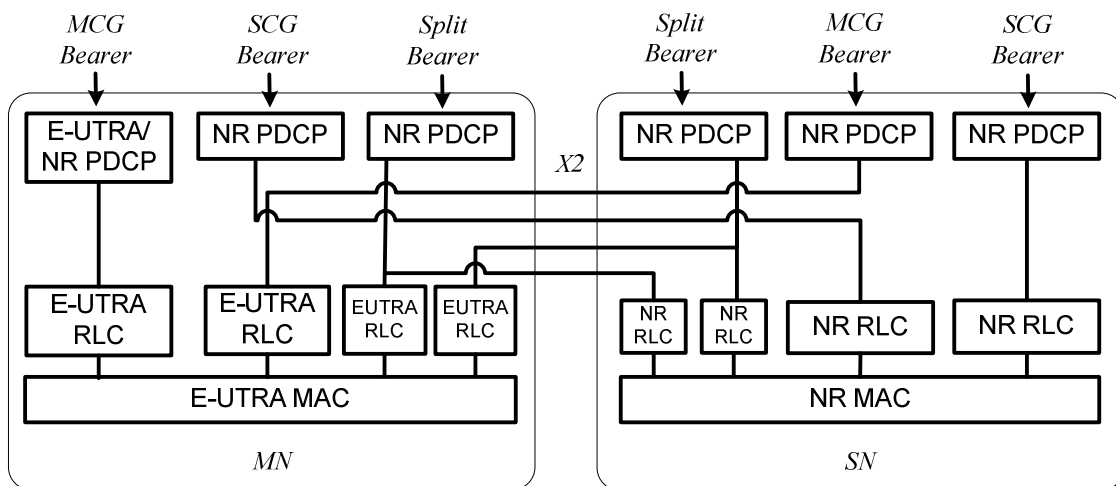 MCG
Bearer
SCG
Bearer
Split
Bearer
Split
Bearer
MCG
Bearer
SCG
Bearer
E-UTRA/
NR PDCP
NR PDCP
NR PDCP
X2
NR PDCP
NR PDCP
NR PDCP
E-UTRA
RLC
E-UTRA
RLC
EUTRA
RLC
EUTRA
RLC
NR
RLC
NR
RLC
NR RLC
NR RLC
E-UTRA MAC
NR MAC
MN
SN